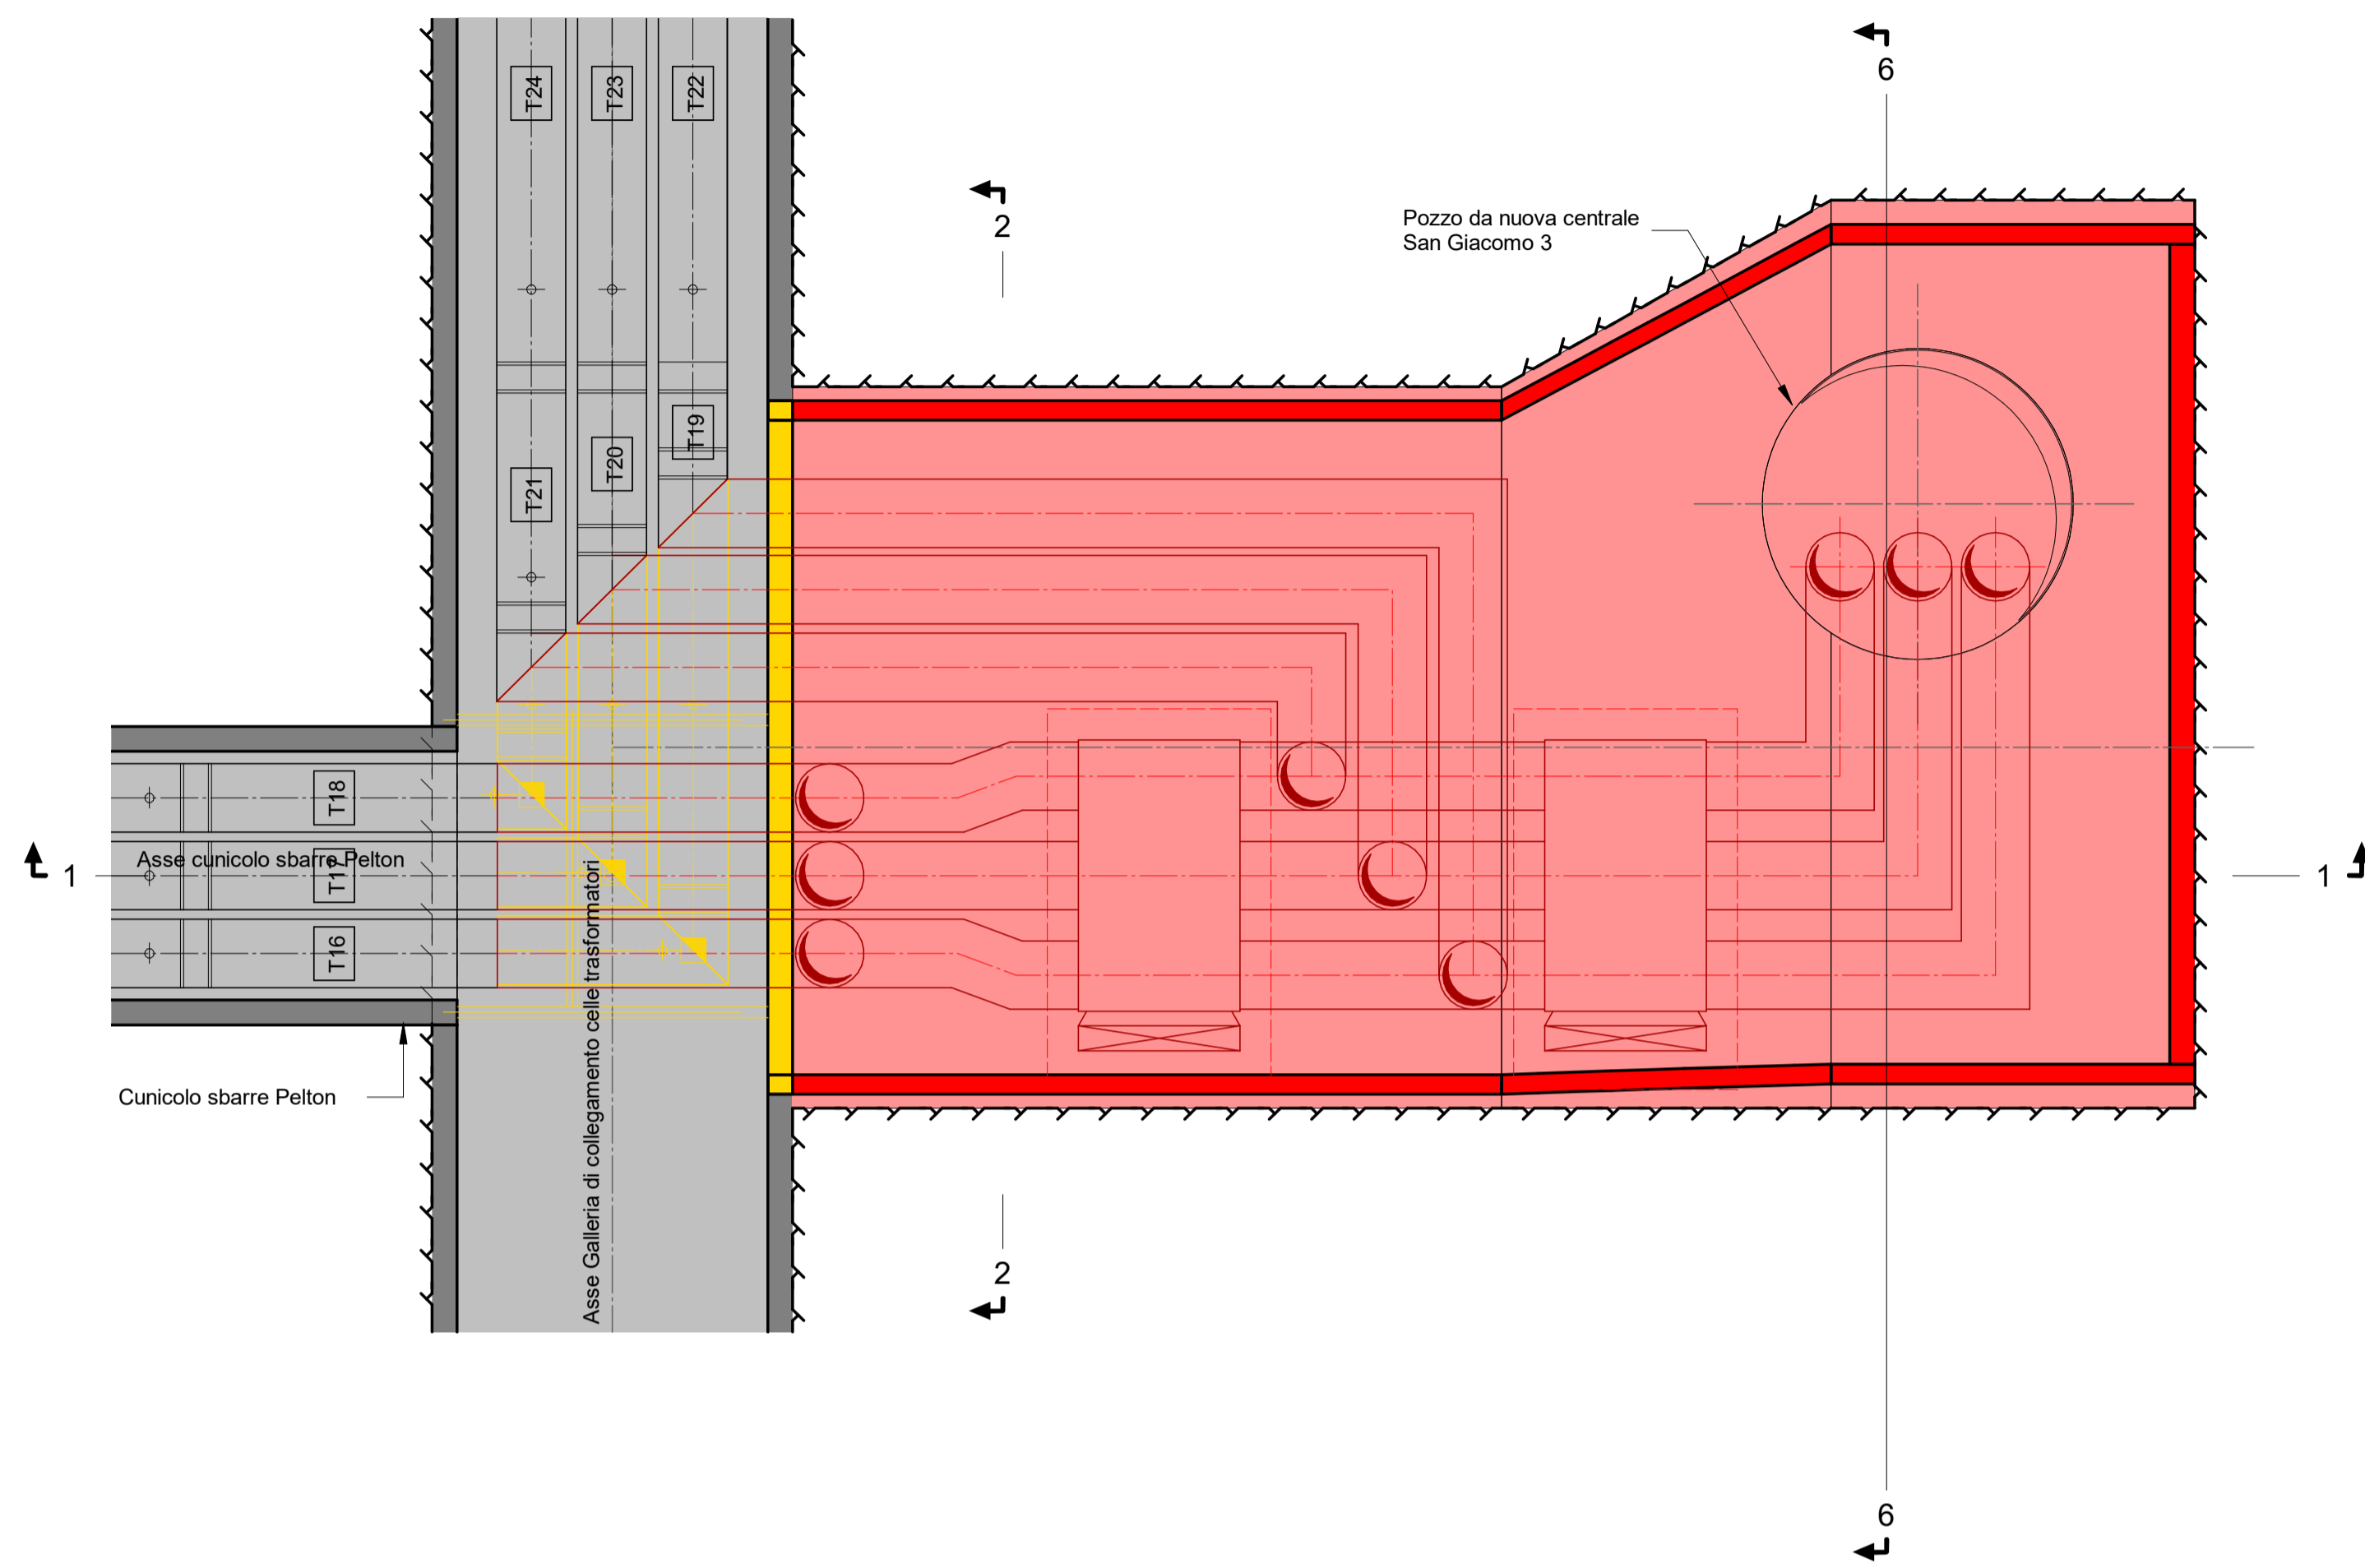 6
T24
T23
T22
2
Pozzo da nuova centrale
San Giacomo 3
T19
T20
T21
T18
Asse cunicolo sbarre Pelton
T17
1
1
T16
Asse Galleria di collegamento celle trasformatori
Cunicolo sbarre Pelton
2
6